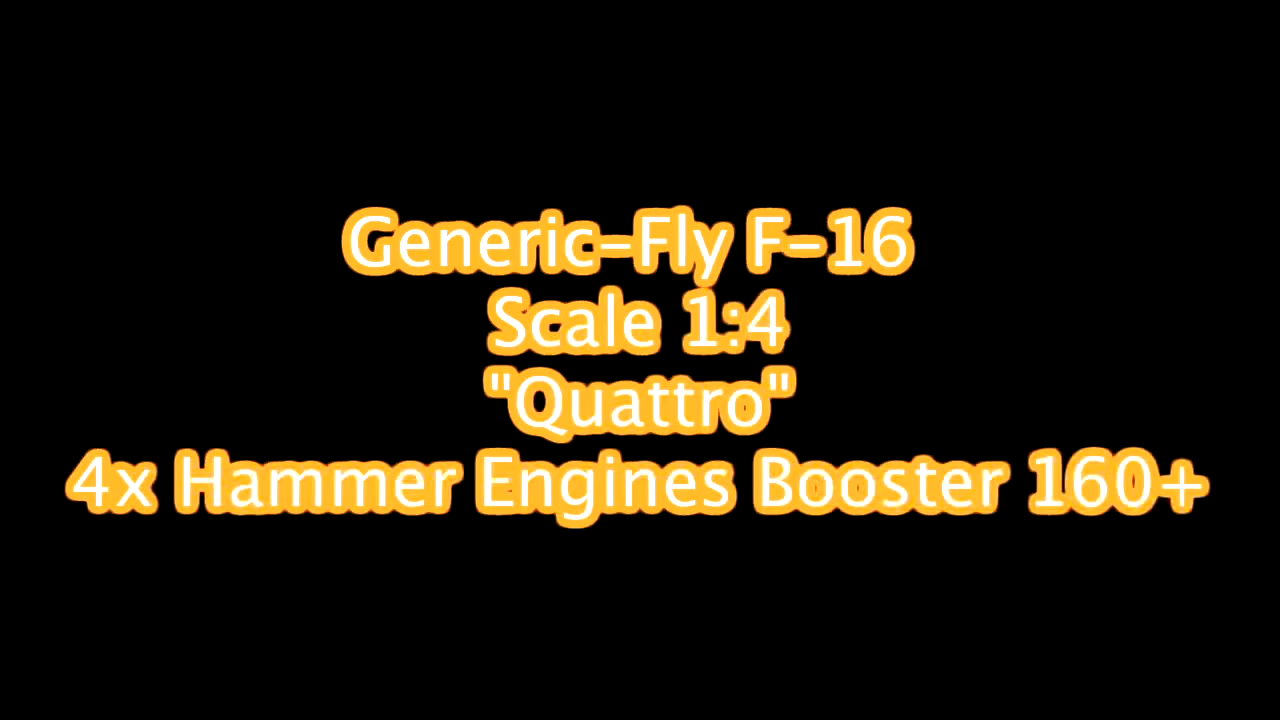 Generic-Fly F-16
Scale 1:4
"Quattro"
4x Hammer Engines Booster 160+